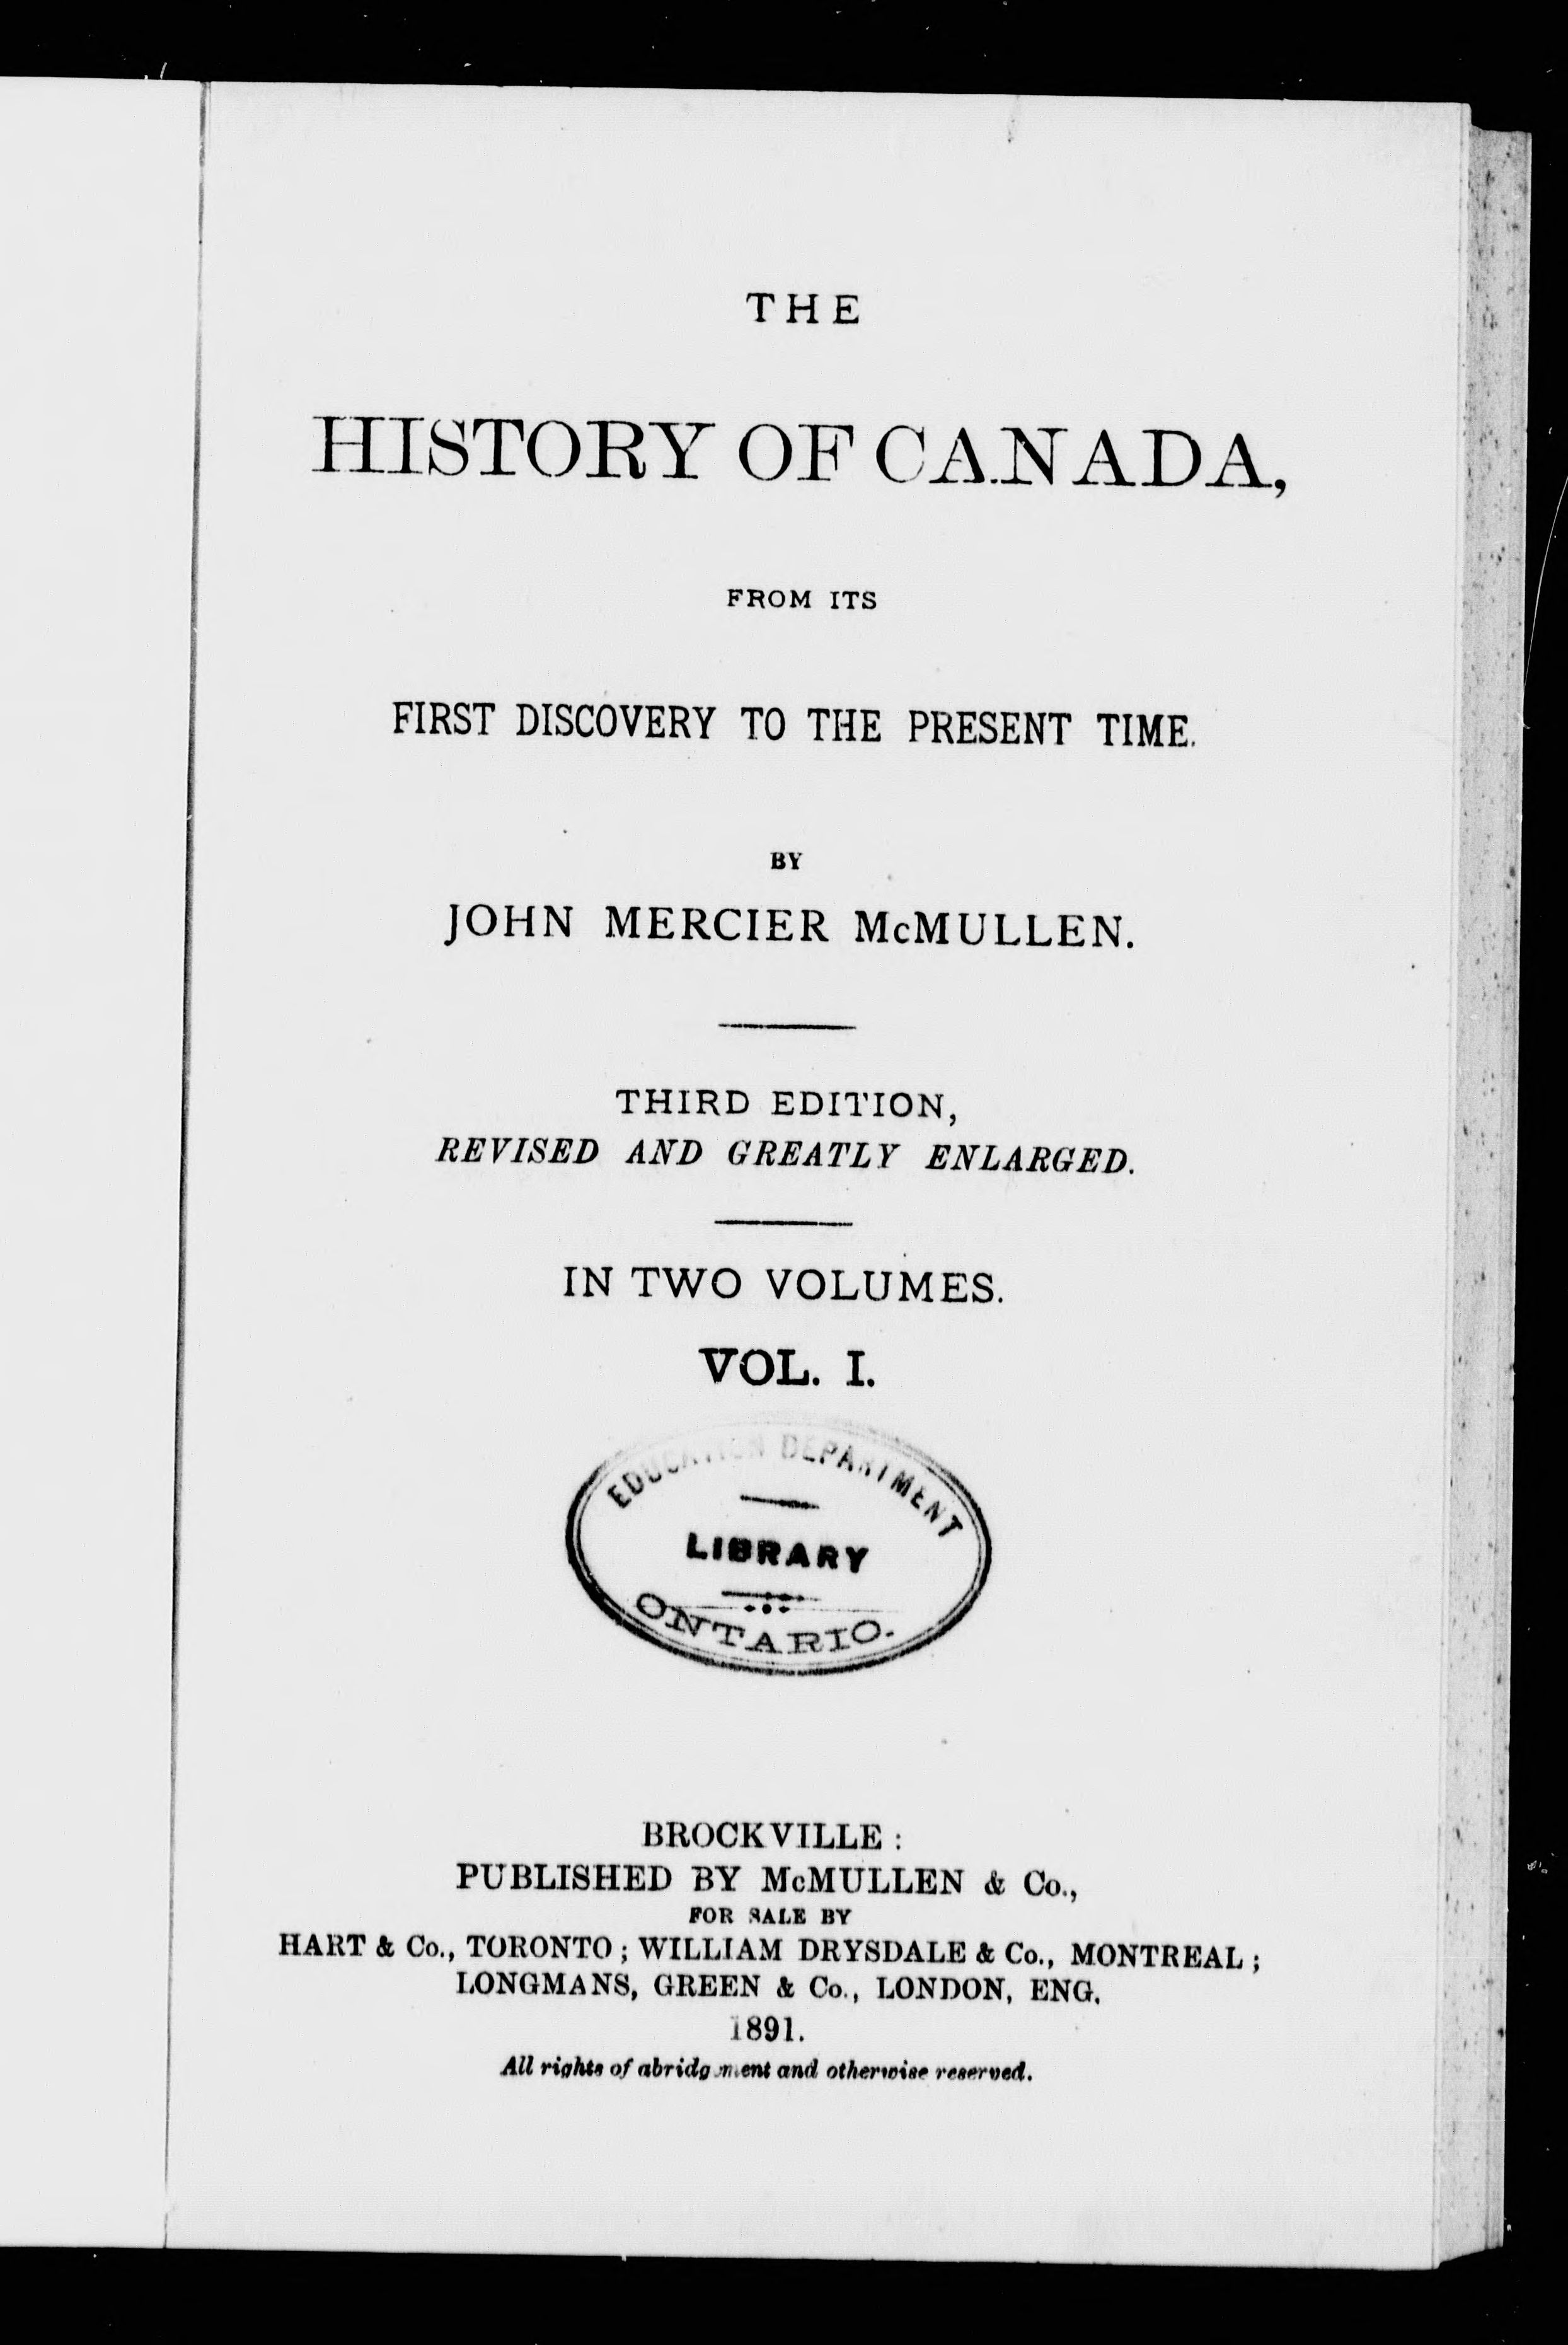 THE
HISTORY OF CANADA,
FROM ITS
FIRST DISCOVERY TO THE PRESENT TIME.
BY
JOHN MERCIER McMULLEN.
THIRD EDITION,
REVISED AND GREATLY ENLARGED.
IN TWO VOLUMES.
VOL. I.
EDUCATION DEPARTMENT
LIBRARY
ONTARIO.
BROCKVILLE :
PUBLISHED BY McMULLEN & Co.,
FOR SALE BY
HART & Co., TORONTO ; WILLIAM DRYSDALE & Co., MONTREAL ;
LONGMANS, GREEN & Co., LONDON, ENG.
1891.
All rights of abridgment and otherwise reserved.